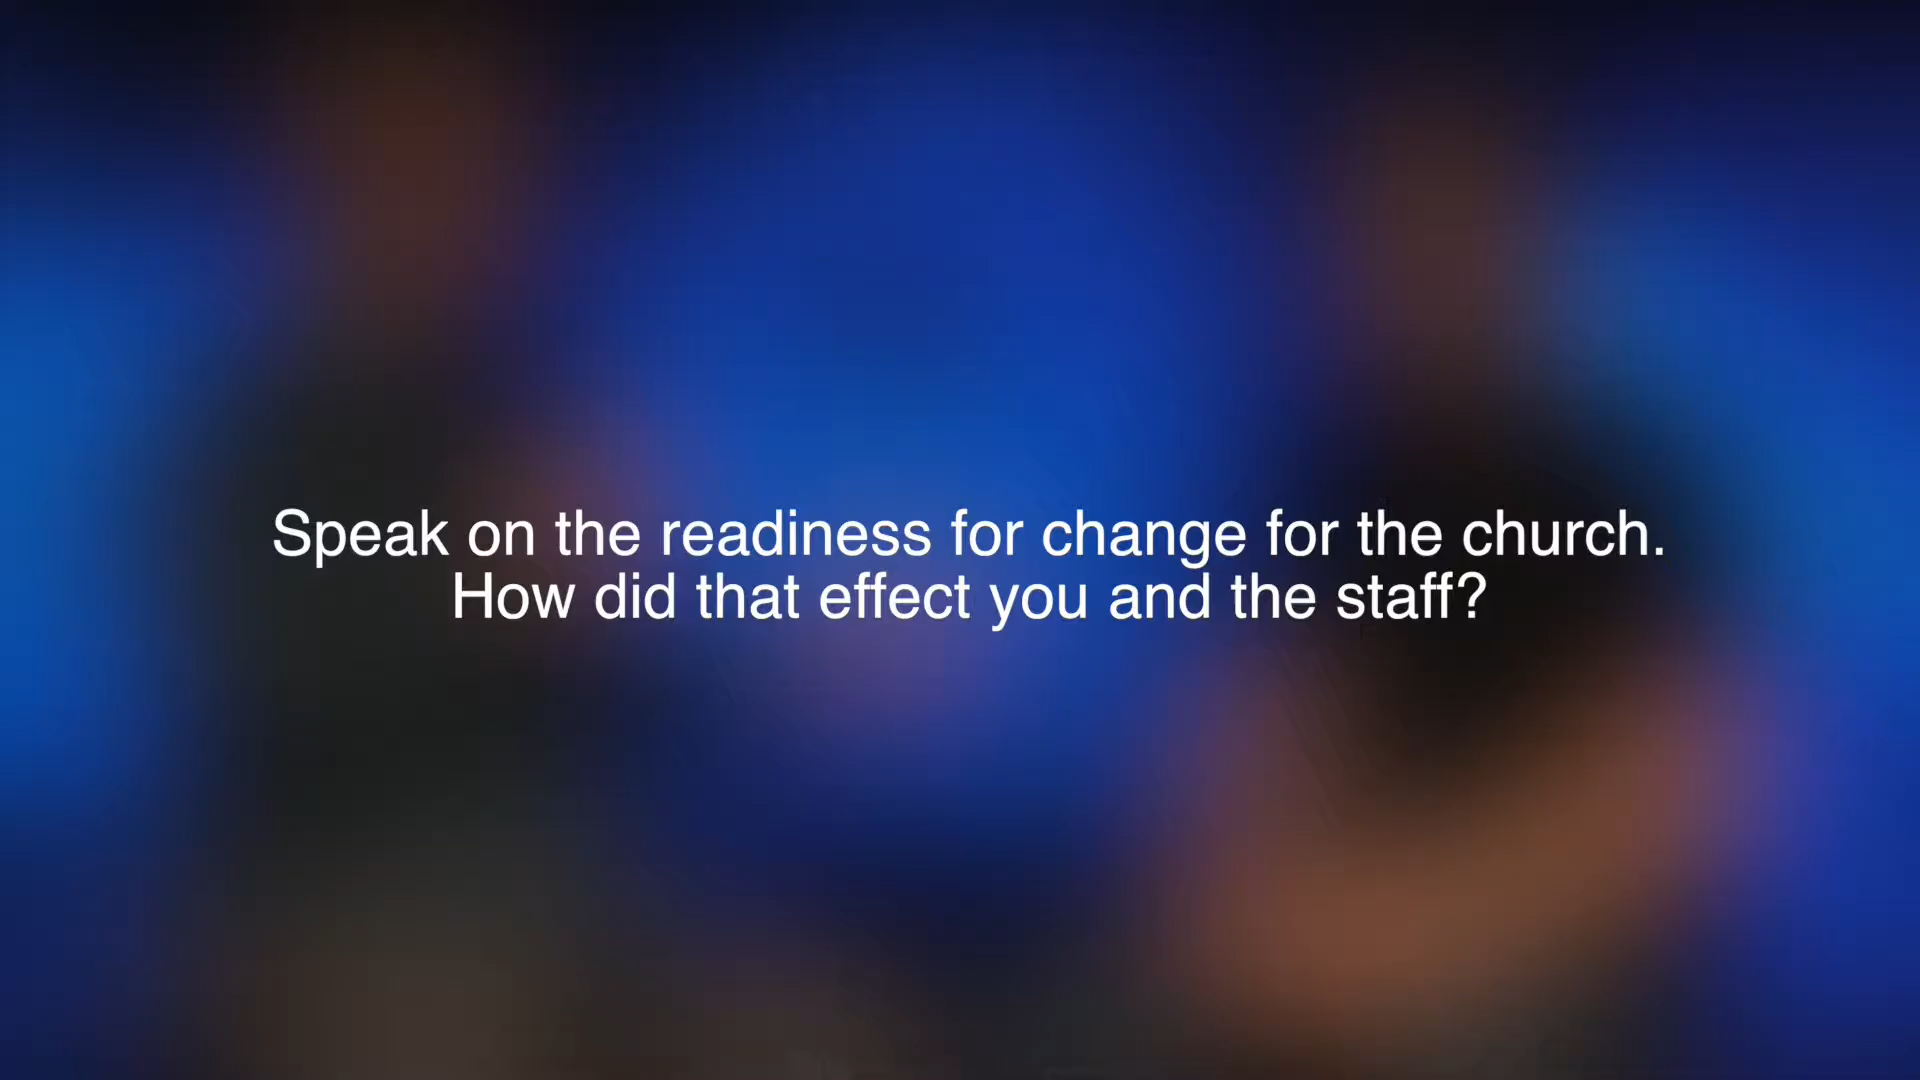 Speak on the readiness for change for the church.
How did that effect you and the staff?